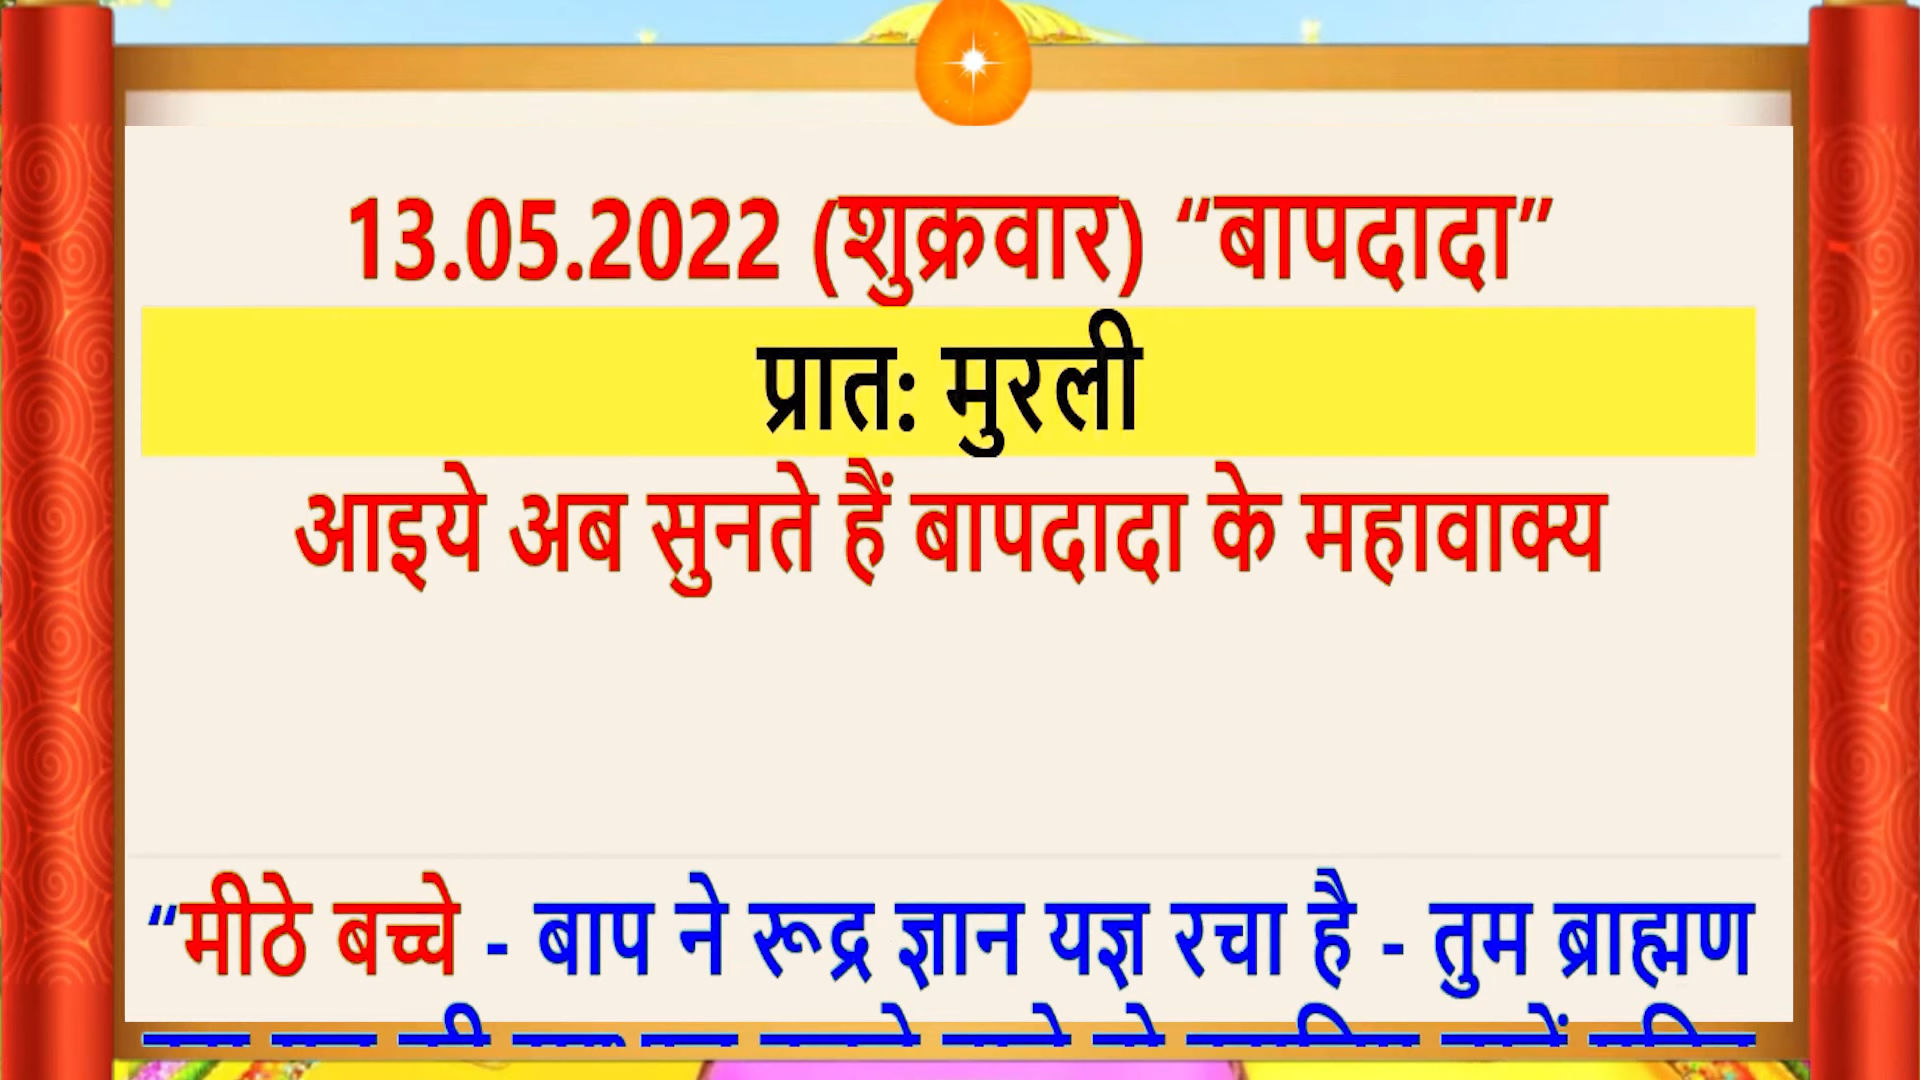 13.05.2022 (शुक्रवार) “बापदादा”
प्रात: मुरली
आइये अब सुनते हैं बापदादा के महावाक्य
“मीठे बच्चे - बाप ने रूद्र ज्ञान यज्ञ रचा है - तुम ब्राह्मण